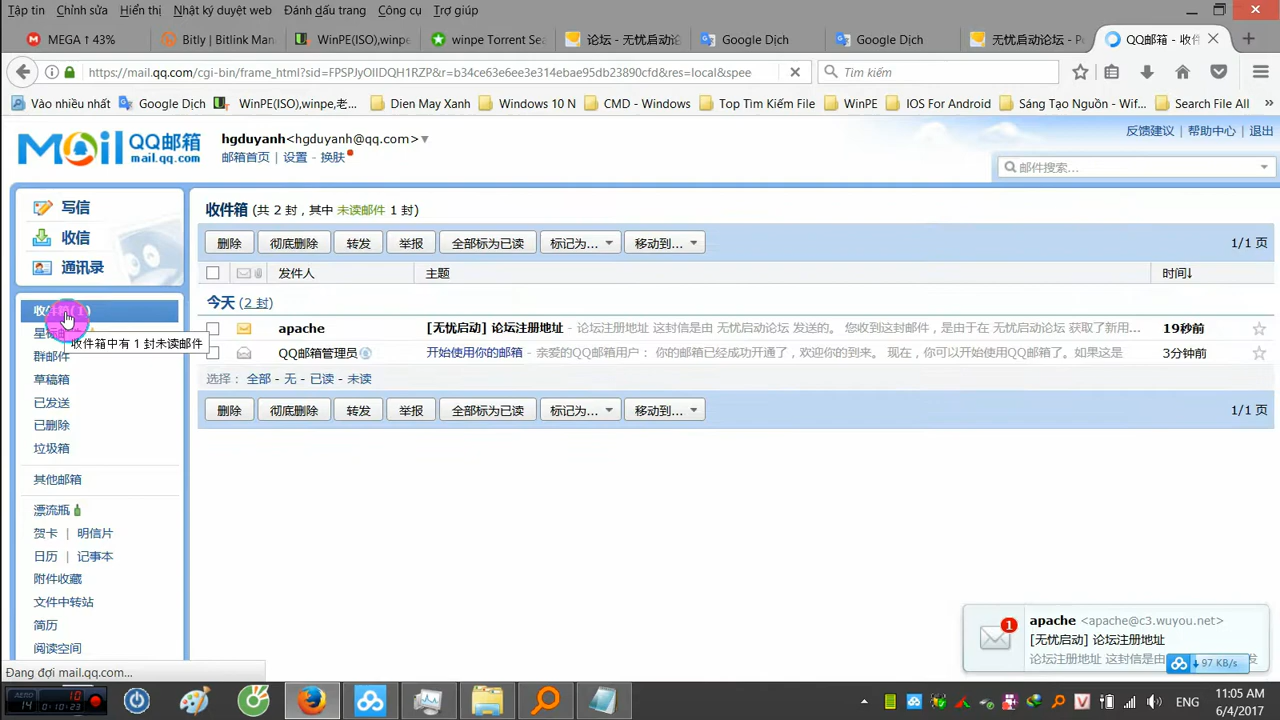 Tập tin Chỉnh sửa Hiển thị Nhật ký duyệt web Đánh dấu trang Công cụ Trợ giúp
MEGA ↑43% Bitly | Bitlink Man WinPE(ISO),winpe, winpe Torrent Sea 论坛 - 无忧启动论 Google Dịch Google Dịch 无忧启动论坛 - P QQ邮箱 - 收件
https://mail.qq.com/cgi-bin/frame_html?sid=FPSPJyOIIDQH1RZP&r=b34ce63e6ee3e314ebae95db23890cfd&res=local&spee Tìm kiếm
Vào nhiều nhất Google Dịch WinPE(ISO),winpe,老... Dien May Xanh Windows 10 N CMD - Windows Top Tim Kiếm File WinPE IOS For Android Sáng Tạo Nguồn - Wif... Search File All »
Mail QQ邮箱 mail.qq.com
hgduyanh<hgduyanh@qq.com>
邮箱首页 | 设置 - 换肤
反馈建议 | 帮助中心 | 退出
邮件搜索...
写信
收信
通讯录
收件箱 (共 2 封，其中 未读邮件 1 封)
删除 彻底删除 转发 举报 全部标为已读 标记为... 移动到... 1/1 页
发件人 主题 时间↓
今天 (2 封)
apache [无忧启动] 论坛注册地址 - 论坛注册地址 这封信是由 无忧启动论坛 发送的。 您收到这封邮件，是由于在 无忧启动论坛 获取了新用... 19秒前
QQ邮箱管理员 开始使用你的邮箱 - 亲爱的QQ邮箱用户： 你的邮箱已经成功开通了，欢迎你的到来。 现在，你可以开始使用QQ邮箱了。如果这是 3分钟前
选择： 全部 - 无 - 已读 - 未读
删除 彻底删除 转发 举报 全部标为已读 标记为... 移动到... 1/1 页
收件箱(1)
收件箱中有 1 封未读邮件
群邮件
草稿箱
已发送
已删除
垃圾箱
其他邮箱
漂流瓶
贺卡 | 明信片
日历 | 记事本
附件收藏
文件中转站
简历
阅读空间
1 apache <apache@c3.wuyou.net>
[无忧启动] 论坛注册地址
论坛注册地址 这封信是由
97 KB/s
Đang đợi mail.qq.com...
AERO 14 10 0:10:23
ENG
11:05 AM
6/4/2017